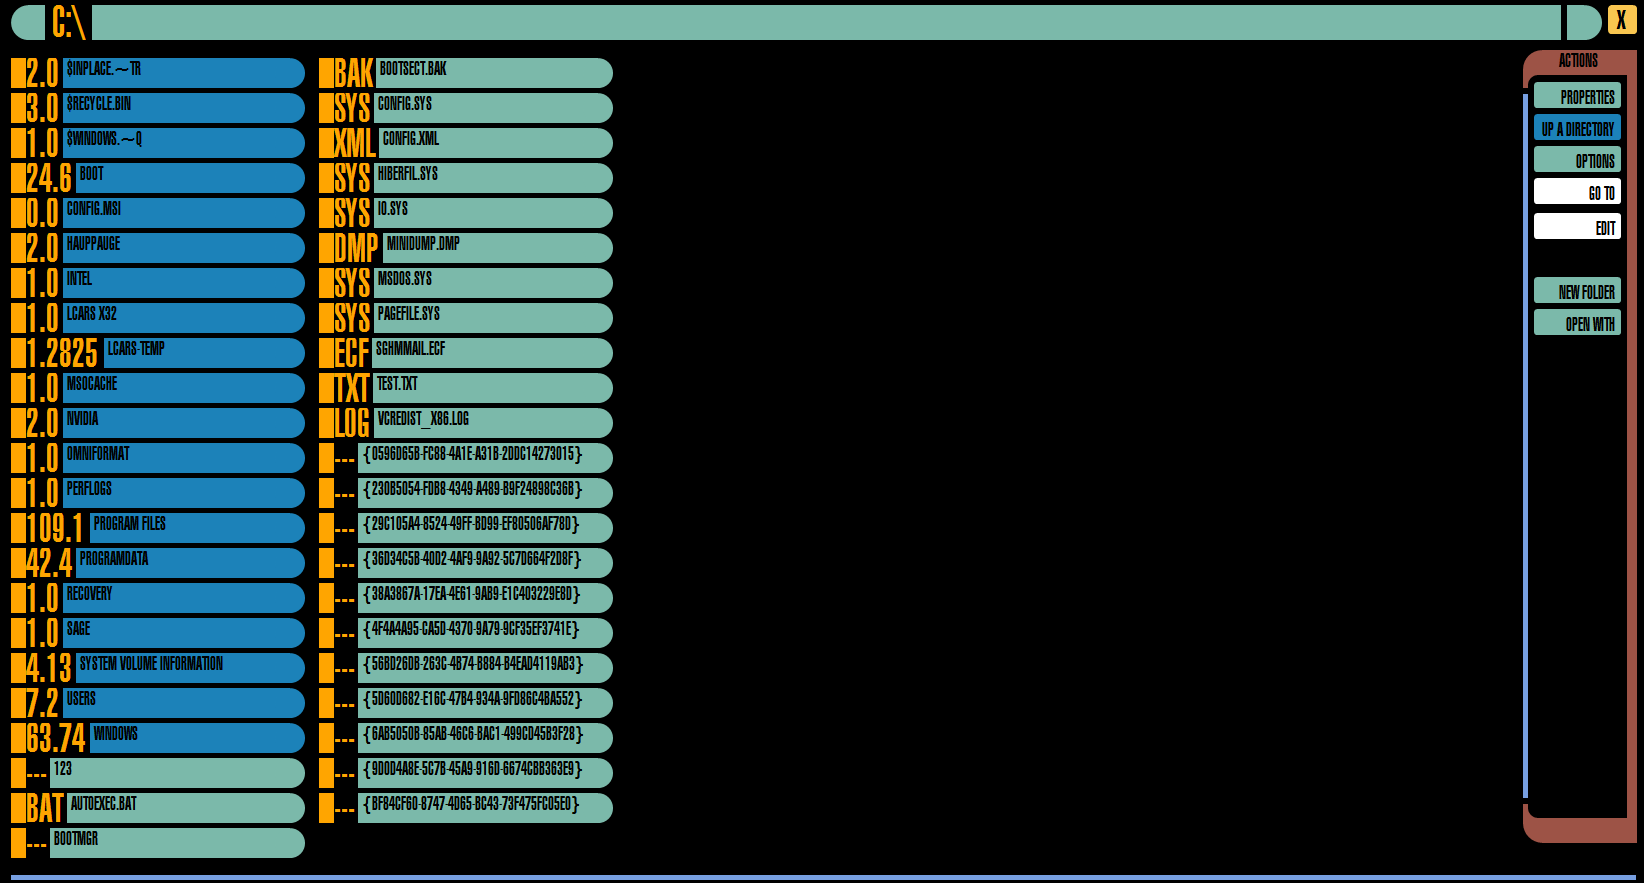 C:\
X
2.0 $INPLACE.~TR
3.0 $RECYCLE.BIN
1.0 $WINDOWS.~Q
24.6 BOOT
0.0 CONFIG.MSI
2.0 HAUPPAUGE
1.0 INTEL
1.0 LCARS X32
1.2825 LCARS-TEMP
1.0 MSOCACHE
2.0 NVIDIA
1.0 OMNIFORMAT
1.0 PERFLOGS
109.1 PROGRAM FILES
42.4 PROGRAMDATA
1.0 RECOVERY
1.0 SAGE
4.13 SYSTEM VOLUME INFORMATION
7.2 USERS
63.74 WINDOWS
--- 123
BAT AUTOEXEC.BAT
--- BOOTMGR
BAK BOOTSECT.BAK
SYS CONFIG.SYS
XML CONFIG.XML
SYS HIBERFIL.SYS
SYS IO.SYS
DMP MINIDUMP.DMP
SYS MSDOS.SYS
SYS PAGEFILE.SYS
ECF SGHMMAIL.ECF
TXT TEST.TXT
LOG VCREDIST_X86.LOG
--- {0596D65B-FC88-4A1E-A31B-2DDC14273015}
--- {230B5054-FDB8-4349-A489-B9F24898C36B}
--- {29C105A4-8524-49FF-BD99-EF80506AF78D}
--- {36D34C5B-40D2-4AF9-9A92-5C7D664F2D8F}
--- {38A3867A-17EA-4E61-9AB9-E1C403229E8D}
--- {4F4A4A95-CA5D-4370-9A79-9CF35EF3741E}
--- {56BD26DB-263C-4B74-B884-B4EAD4119AB3}
--- {5D60D682-E16C-47B4-934A-9FD86C4BA552}
--- {6AB5050B-85AB-46C6-BAC1-499CD45B3F28}
--- {9D0D4A8E-5C7B-45A9-916D-6674CBB363E9}
--- {BF84CF60-8747-4D65-BC43-73F475FC05E0}
ACTIONS
PROPERTIES
UP A DIRECTORY
OPTIONS
GO TO
EDIT
NEW FOLDER
OPEN WITH